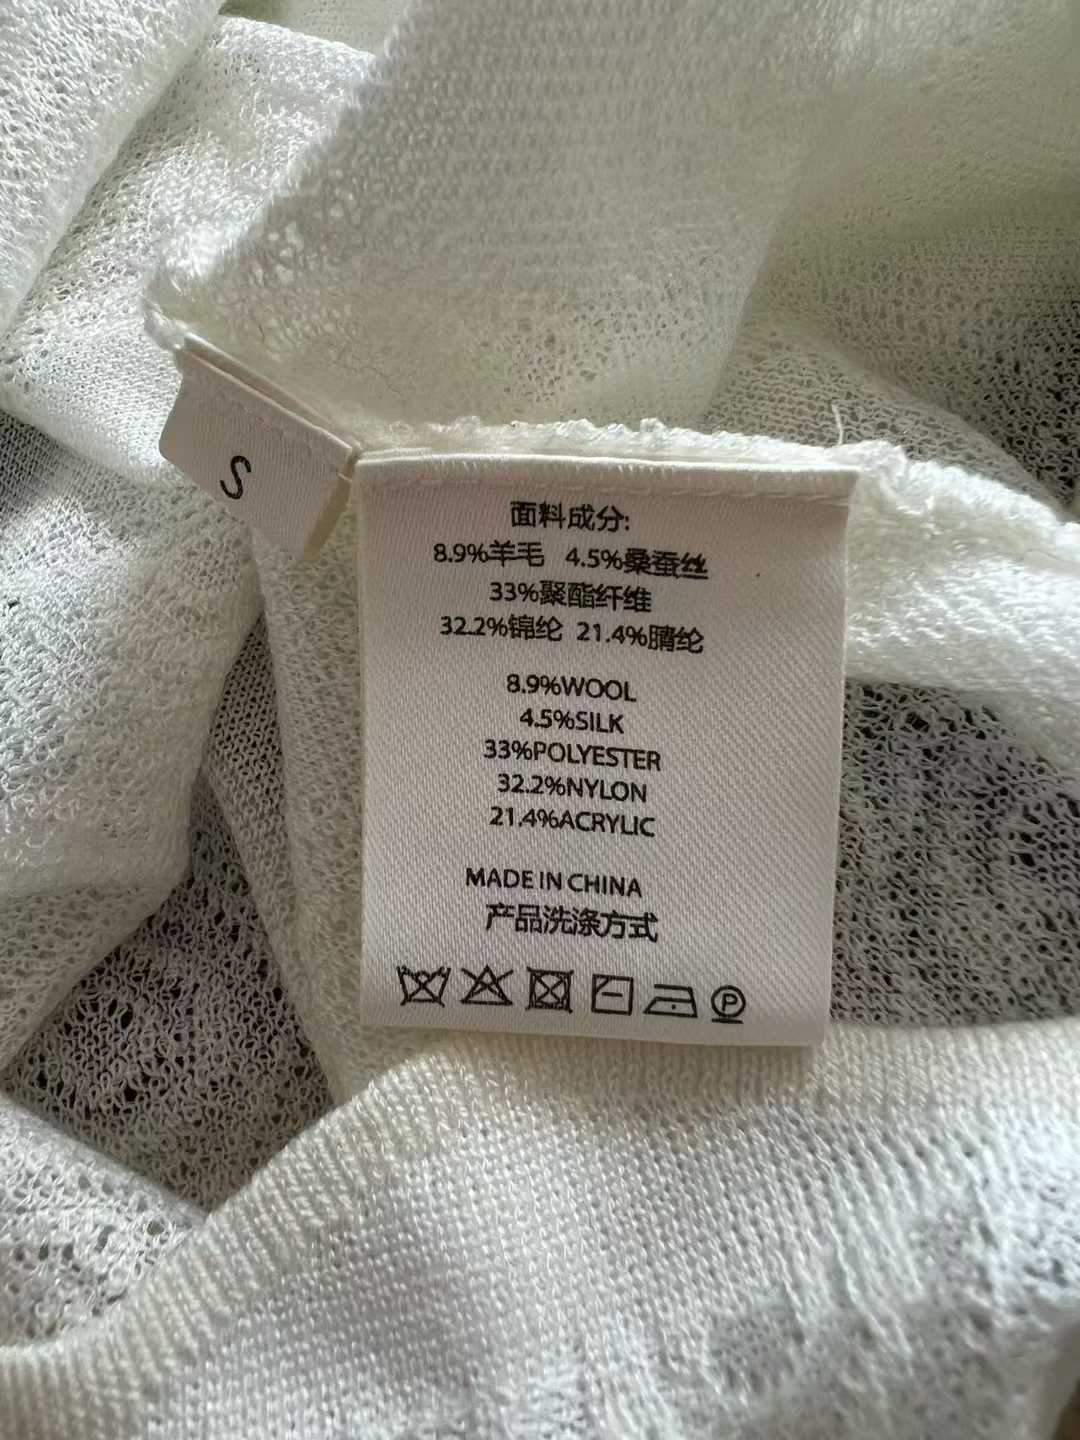 S
面料成分:
8.9%羊毛 4.5%桑蚕丝
33%聚酯纤维
32.2%锦纶 21.4%腈纶
8.9%WOOL
4.5%SILK
33%POLYESTER
32.2%NYLON
21.4%ACRYLIC
MADE IN CHINA
产品洗涤方式
P